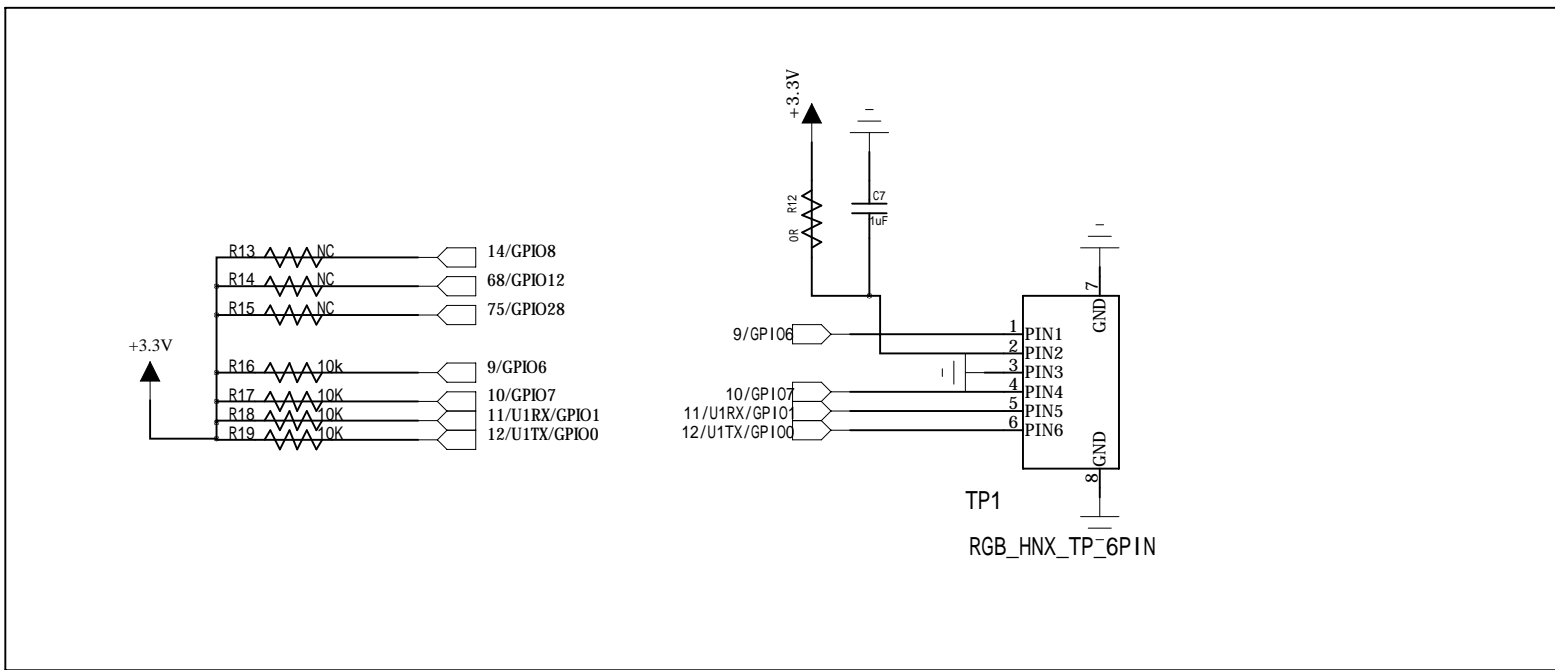 +3.3V
R12
0R
C7
1uF
R13 NC 14/GPIO8
R14 NC 68/GPIO12
R15 NC 75/GPIO28
+3.3V
R16 10k 9/GPIO6
R17 10K 10/GPIO7
R18 10K 11/U1RX/GPIO1
R19 10K 12/U1TX/GPIO0
7
GND
9/GPIO6 1 PIN1
2 PIN2
3 PIN3
10/GPIO7 4 PIN4
11/U1RX/GPIO1 5 PIN5
12/U1TX/GPIO0 6 PIN6
GND
8
TP1
RGB_HNX_TP_6PIN